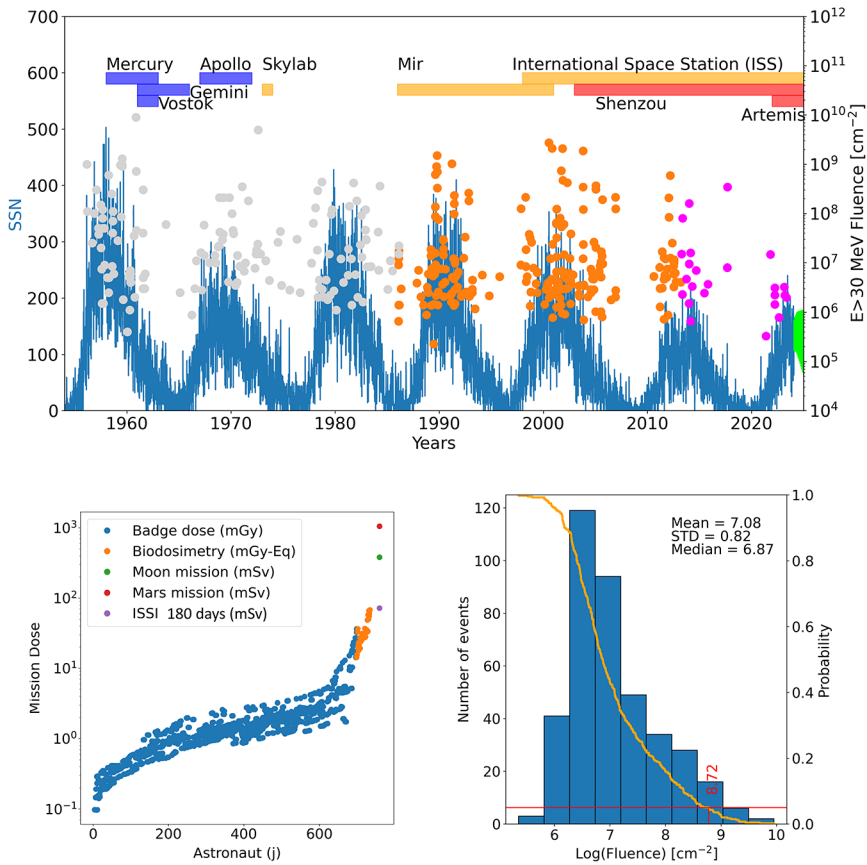 700
600
500
400
300
200
100
0
SSN
Mercury
Apollo
Skylab
Mir
International Space Station (ISS)
Gemini
Vostok
Shenzou
Artemis
10¹²
10¹¹
10¹⁰
10⁹
10⁸
10⁷
10⁶
10⁵
10⁴
E>30 MeV Fluence [cm⁻²]
1960 1970 1980 1990 2000 2010 2020
Years
10³
10²
10¹
10⁰
10⁻¹
Mission Dose
Badge dose (mGy)
Biodosimetry (mGy-Eq)
Moon mission (mSv)
Mars mission (mSv)
ISSI 180 days (mSv)
0 200 400 600
Astronaut (j)
120
100
80
60
40
20
0
Number of events
Mean = 7.08
STD = 0.82
Median = 6.87
8.72
1.0
0.8
0.6
0.4
0.2
0.0
Probability
6 7 8 9 10
Log(Fluence) [cm⁻²]